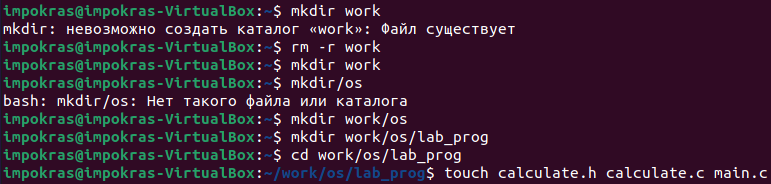 impokras@impokras-VirtualBox:~$ mkdir work
mkdir: невозможно создать каталог «work»: Файл существует
impokras@impokras-VirtualBox:~$ rm -r work
impokras@impokras-VirtualBox:~$ mkdir work
impokras@impokras-VirtualBox:~$ mkdir/os
bash: mkdir/os: Нет такого файла или каталога
impokras@impokras-VirtualBox:~$ mkdir work/os
impokras@impokras-VirtualBox:~$ mkdir work/os/lab_prog
impokras@impokras-VirtualBox:~$ cd work/os/lab_prog
impokras@impokras-VirtualBox:~/work/os/lab_prog$ touch calculate.h calculate.c main.c